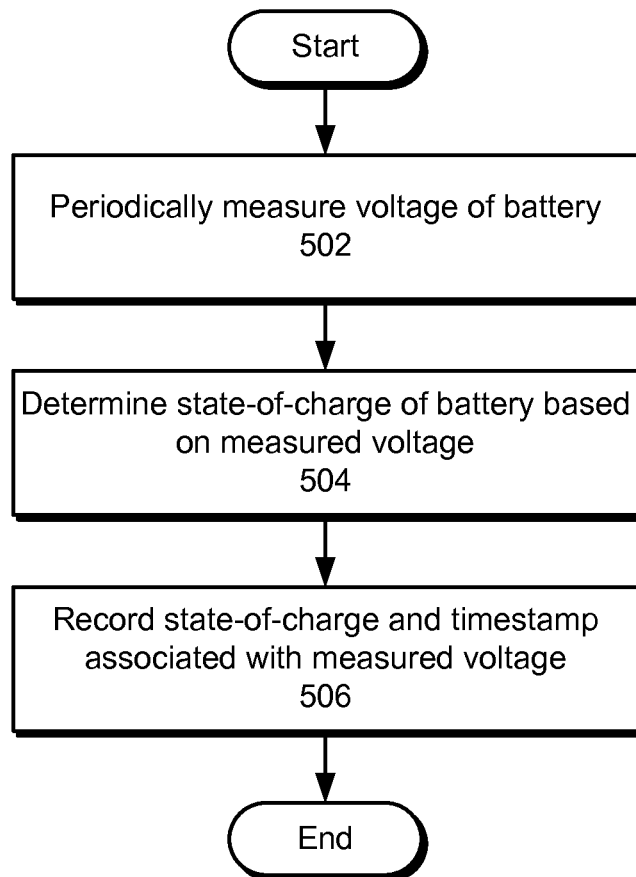 Start
Periodically measure voltage of battery
502
Determine state-of-charge of battery based
on measured voltage
504
Record state-of-charge and timestamp
associated with measured voltage
506
End